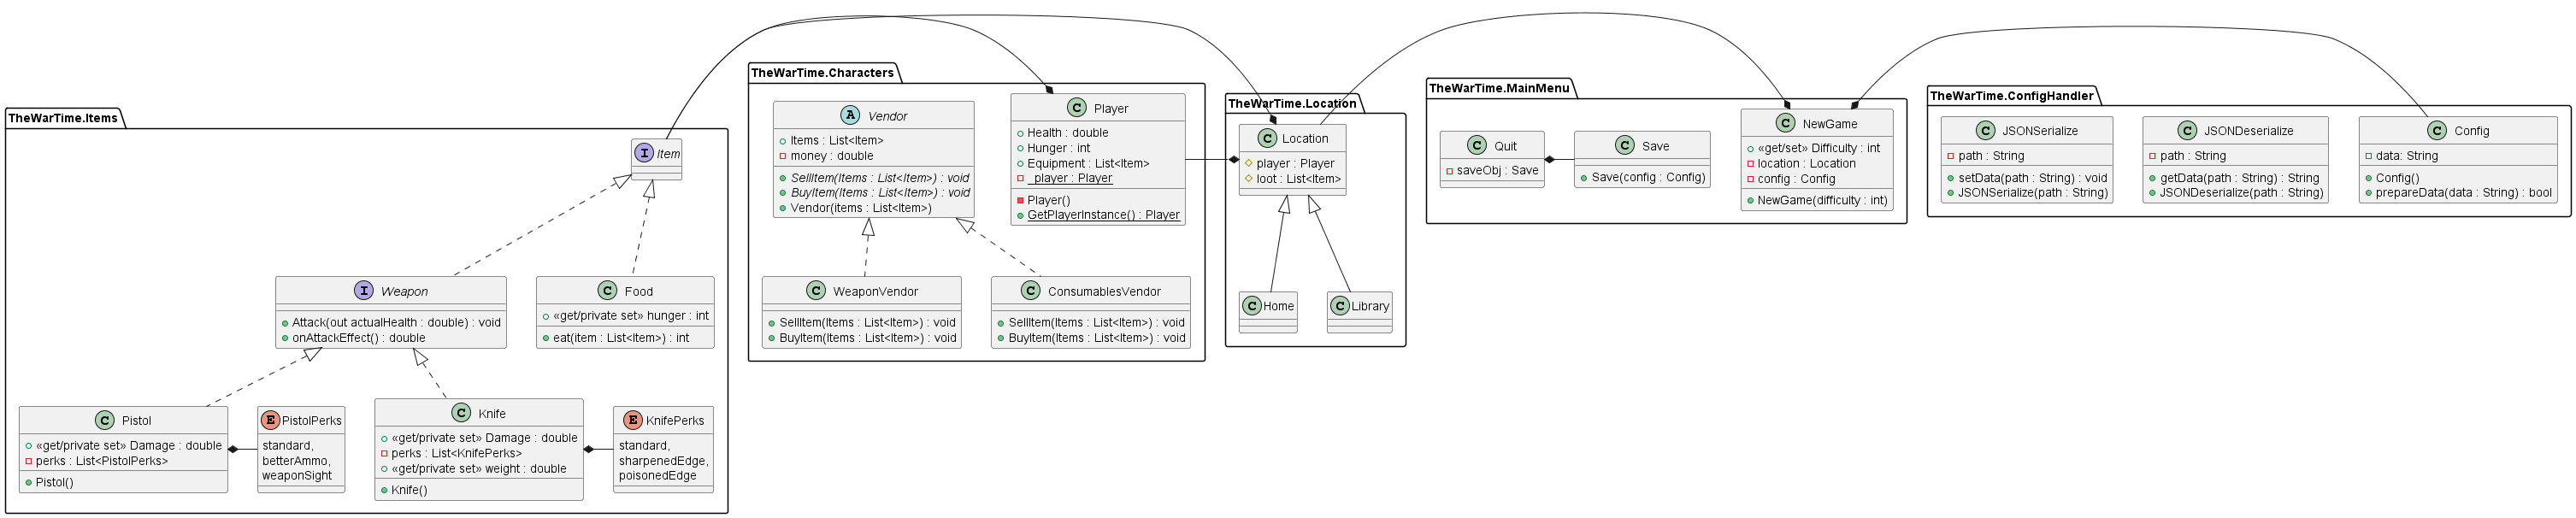 TheWarTime.Items
I Item
I Weapon
Attack(out actualHealth : double) : void
onAttackEffect() : double
C Food
«get/private set» hunger : int
eat(item : List<Item>) : int
C Pistol
«get/private set» Damage : double
perks : List<PistolPerks>
Pistol()
E PistolPerks
standard,
betterAmmo,
weaponSight
C Knife
«get/private set» Damage : double
perks : List<KnifePerks>
«get/private set» weight : double
Knife()
E KnifePerks
standard,
sharpenedEdge,
poisonedEdge
TheWarTime.Characters
A Vendor
Items : List<Item>
money : double
SellItem(Items : List<Item>) : void
BuyItem(Items : List<Item>) : void
Vendor(items : List<Item>)
C Player
Health : double
Hunger : int
Equipment : List<Item>
_player : Player
Player()
GetPlayerInstance() : Player
C WeaponVendor
SellItem(Items : List<Item>) : void
BuyItem(Items : List<Item>) : void
C ConsumablesVendor
SellItem(Items : List<Item>) : void
BuyItem(Items : List<Item>) : void
TheWarTime.Location
C Location
player : Player
loot : List<Item>
C Home
C Library
TheWarTime.MainMenu
C Quit
saveObj : Save
C Save
Save(config : Config)
C NewGame
«get/set» Difficulty : int
location : Location
config : Config
NewGame(difficulty : int)
TheWarTime.ConfigHandler
C JSONSerialize
path : String
setData(path : String) : void
JSONSerialize(path : String)
C JSONDeserialize
path : String
getData(path : String) : String
JSONDeserialize(path : String)
C Config
data: String
Config()
prepareData(data : String) : bool